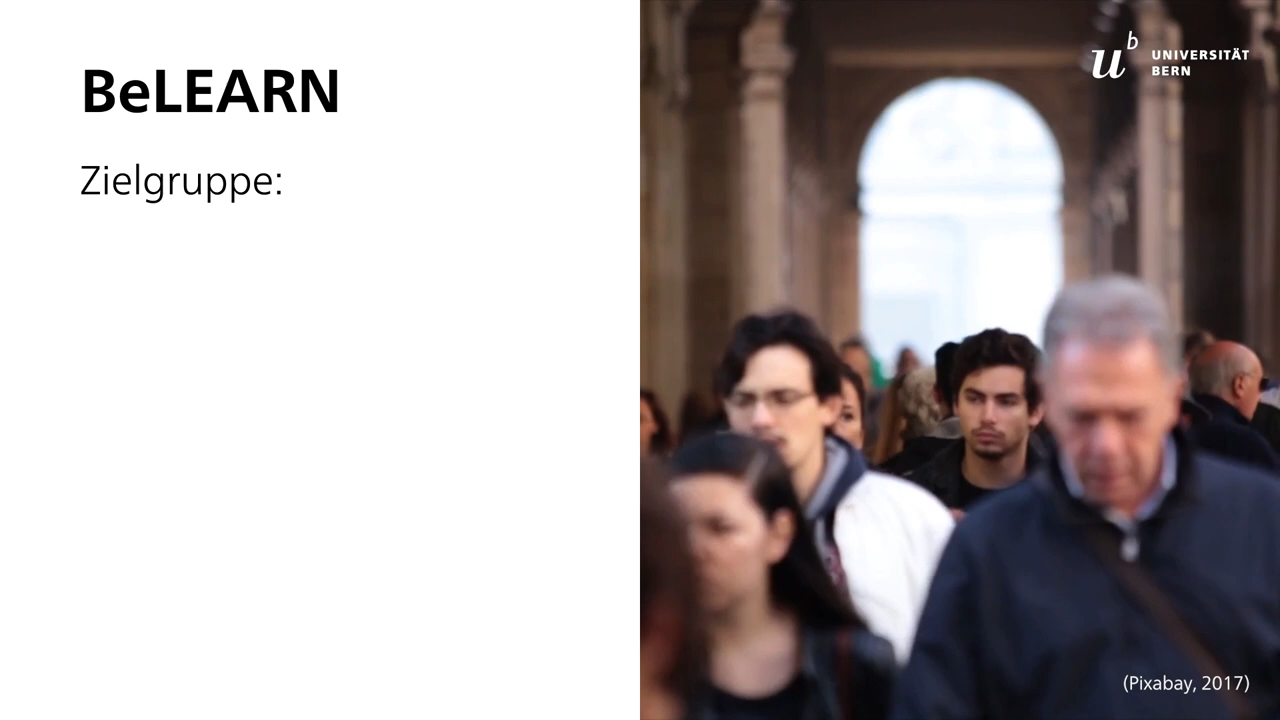 BeLEARN
Zielgruppe:
u b UNIVERSITÄT
BERN
(Pixabay, 2017)